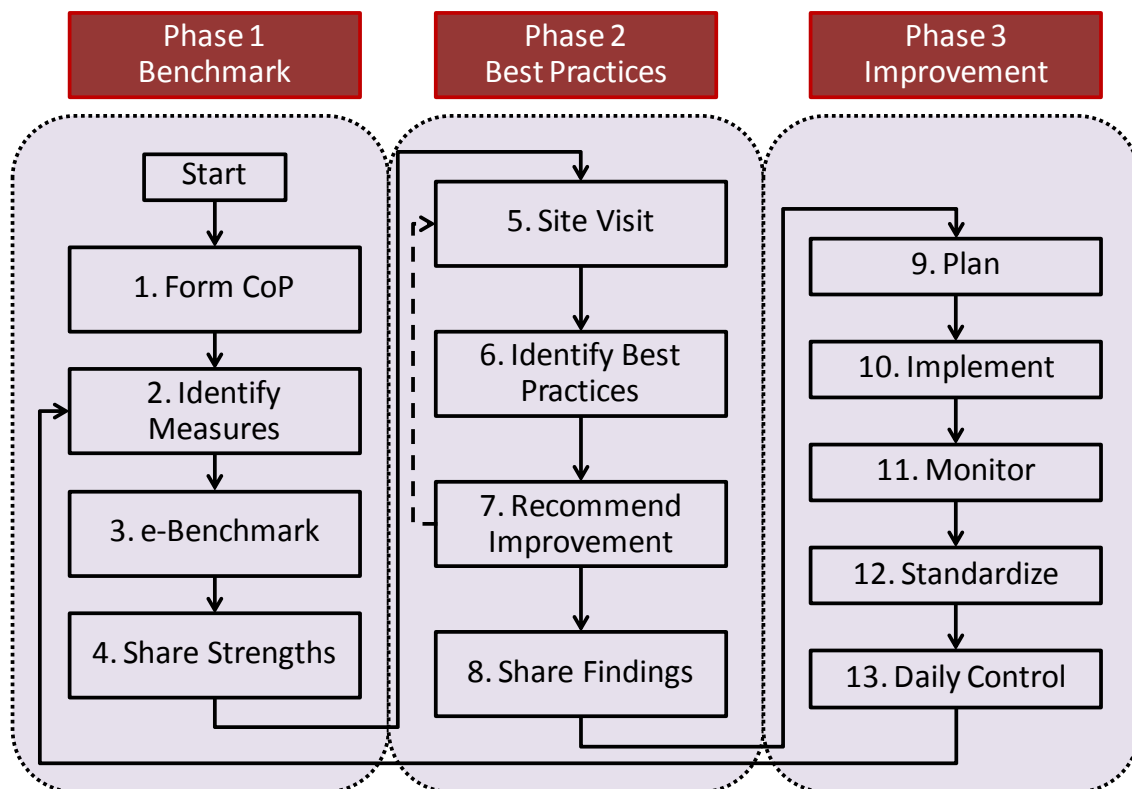 Phase 1
Benchmark
Phase 2
Best Practices
Phase 3
Improvement
Start
1. Form CoP
2. Identify
Measures
3. e-Benchmark
4. Share Strengths
5. Site Visit
6. Identify Best
Practices
7. Recommend
Improvement
8. Share Findings
9. Plan
10. Implement
11. Monitor
12. Standardize
13. Daily Control